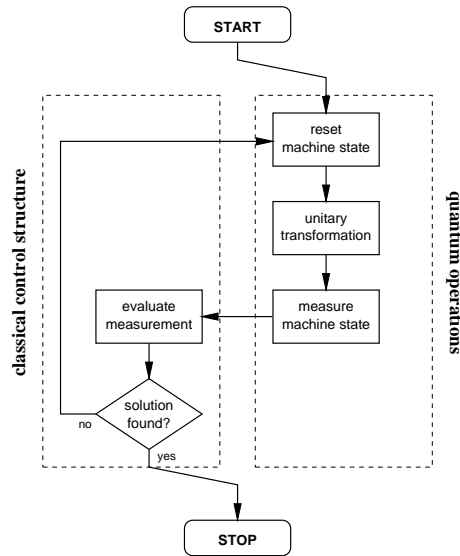 START
reset
machine state
unitary
transformation
measure
machine state
evaluate
measurement
solution
found?
no
yes
STOP
classical control structure
quantum operations